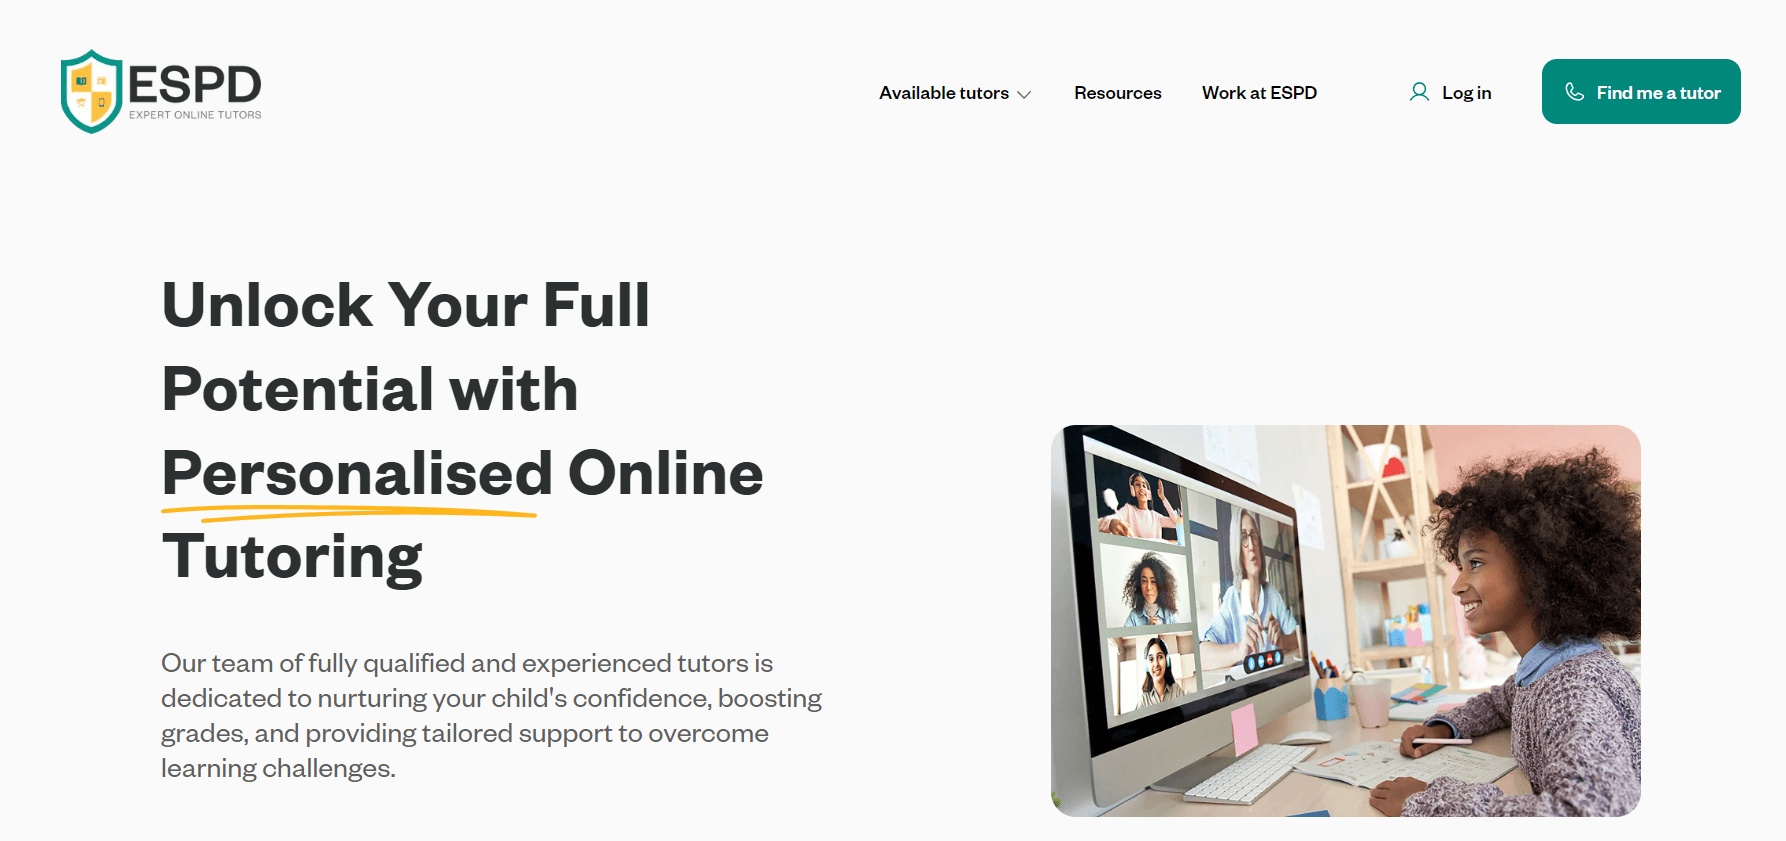 ESPD
EXPERT ONLINE TUTORS
Available tutors
Resources
Work at ESPD
Log in
Find me a tutor
Unlock Your Full
Potential with
Personalised Online
Tutoring
Our team of fully qualified and experienced tutors is
dedicated to nurturing your child's confidence, boosting
grades, and providing tailored support to overcome
learning challenges.